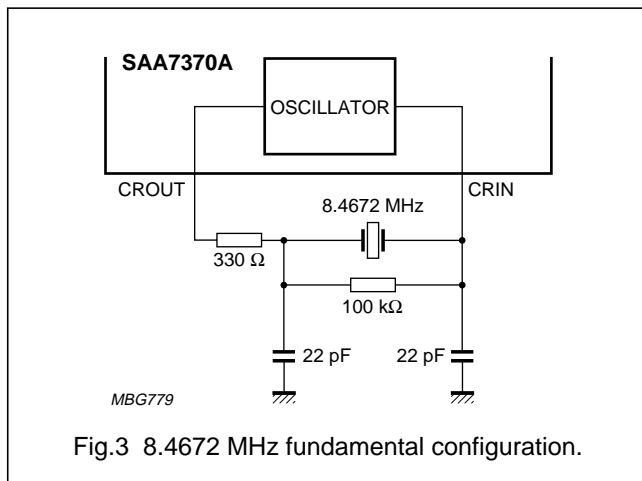 SAA7370A
OSCILLATOR
CROUT
CRIN
8.4672 MHz
330 Ω
100 kΩ
22 pF
22 pF
MBG779
Fig.3 8.4672 MHz fundamental configuration.